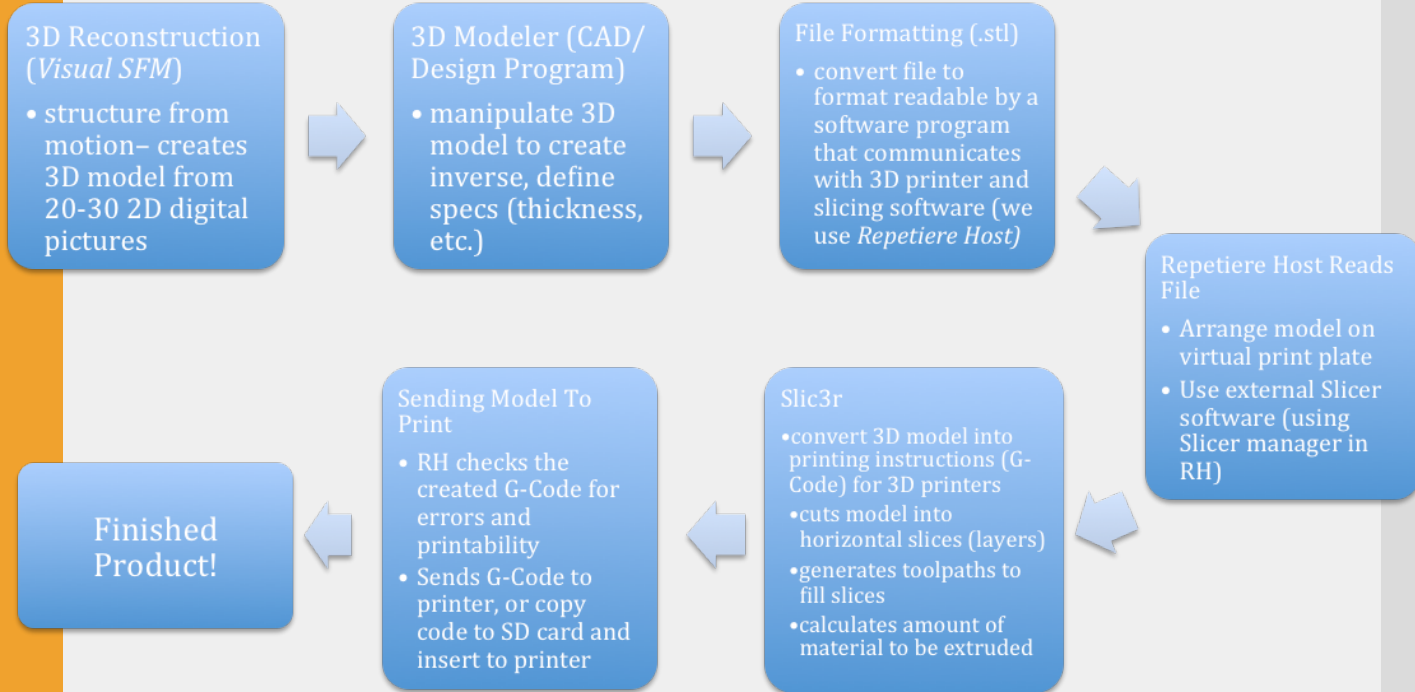 3D Reconstruction
(Visual SFM)
• structure from
motion– creates
3D model from
20-30 2D digital
pictures
3D Modeler (CAD/
Design Program)
• manipulate 3D
model to create
inverse, define
specs (thickness,
etc.)
File Formatting (.stl)
• convert file to
format readable by a
software program
that communicates
with 3D printer and
slicing software (we
use Repetiere Host)
Repetiere Host Reads
File
• Arrange model on
virtual print plate
• Use external Slicer
software (using
Slicer manager in
RH)
Slic3r
•convert 3D model into
printing instructions (G-
Code) for 3D printers
•cuts model into
horizontal slices (layers)
•generates toolpaths to
fill slices
•calculates amount of
material to be extruded
Sending Model To
Print
• RH checks the
created G-Code for
errors and
printability
• Sends G-Code to
printer, or copy
code to SD card and
insert to printer
Finished
Product!